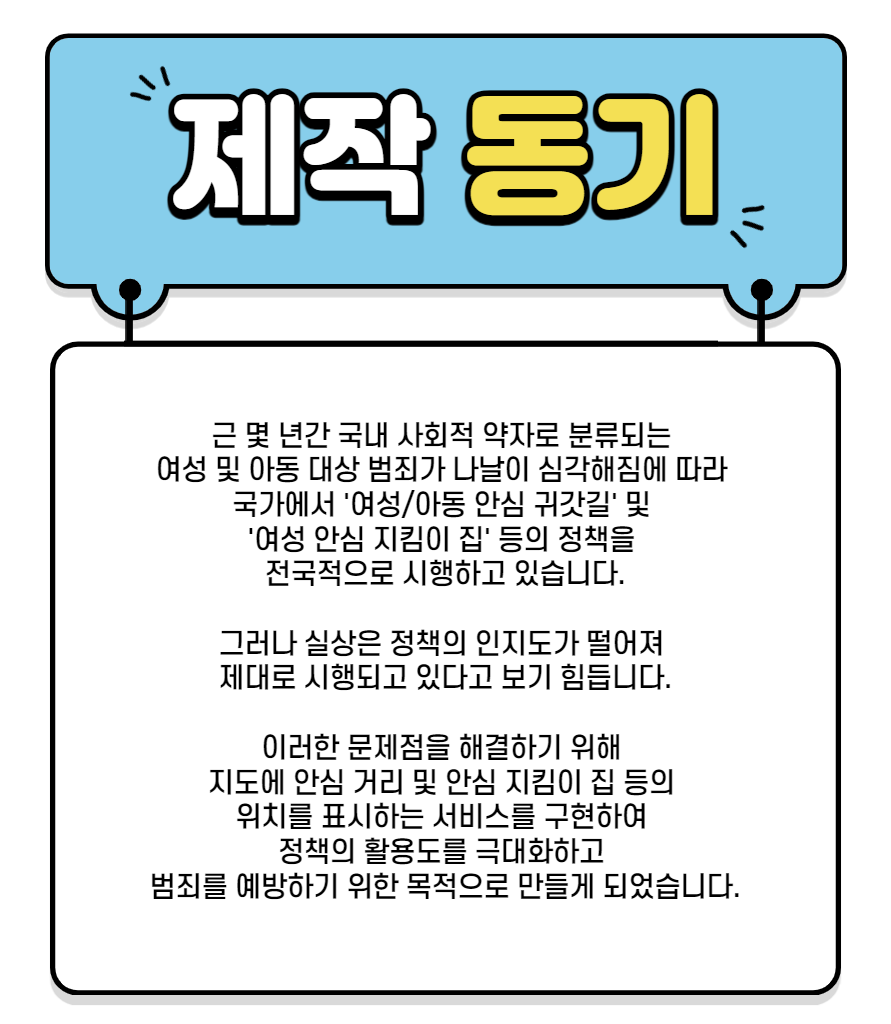 제작 동기
근 몇 년간 국내 사회적 약자로 분류되는
여성 및 아동 대상 범죄가 나날이 심각해짐에 따라
국가에서 '여성/아동 안심 귀갓길' 및
'여성 안심 지킴이 집' 등의 정책을
전국적으로 시행하고 있습니다.
그러나 실상은 정책의 인지도가 떨어져
제대로 시행되고 있다고 보기 힘듭니다.
이러한 문제점을 해결하기 위해
지도에 안심 거리 및 안심 지킴이 집 등의
위치를 표시하는 서비스를 구현하여
정책의 활용도를 극대화하고
범죄를 예방하기 위한 목적으로 만들게 되었습니다.